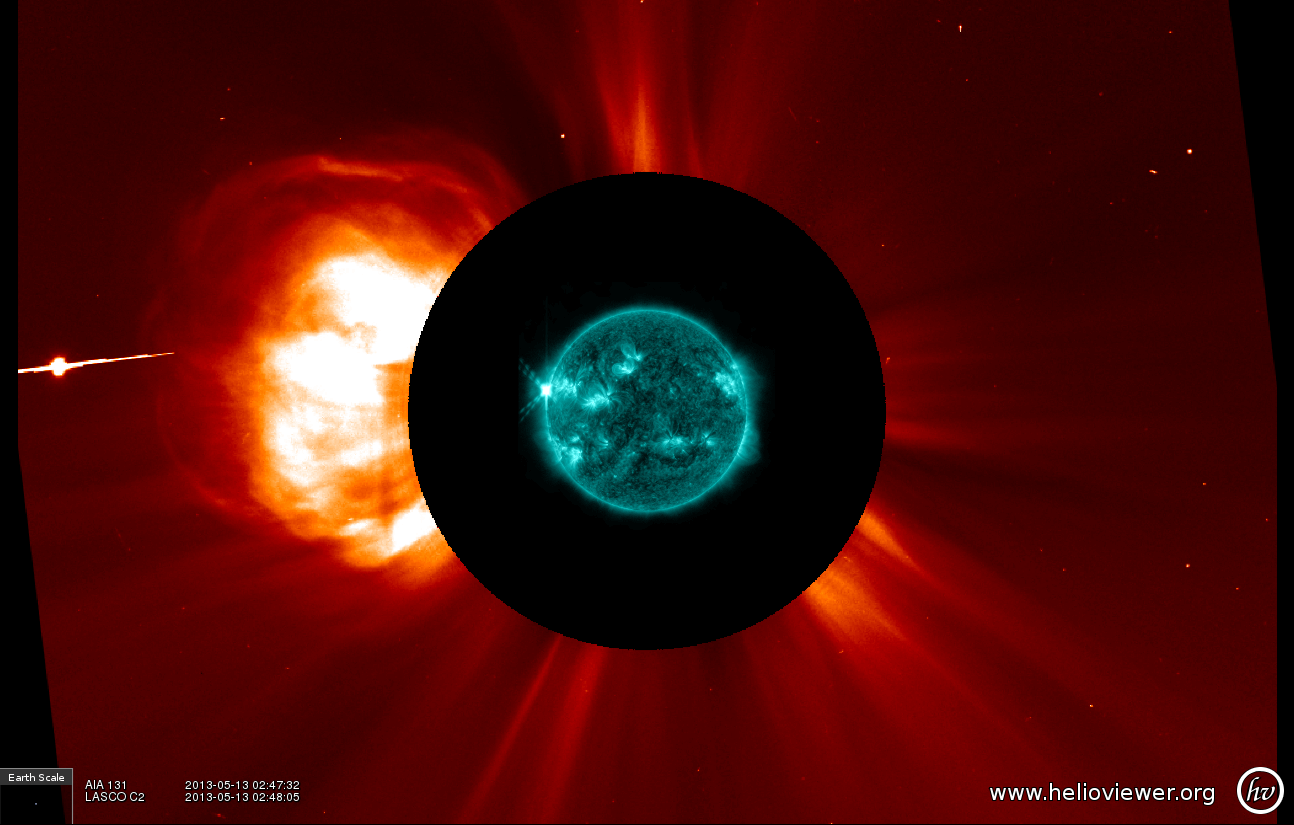 Earth Scale
AIA 131 2013-05-13 02:47:32
LASCO C2 2013-05-13 02:48:05
www.helioviewer.org
hv